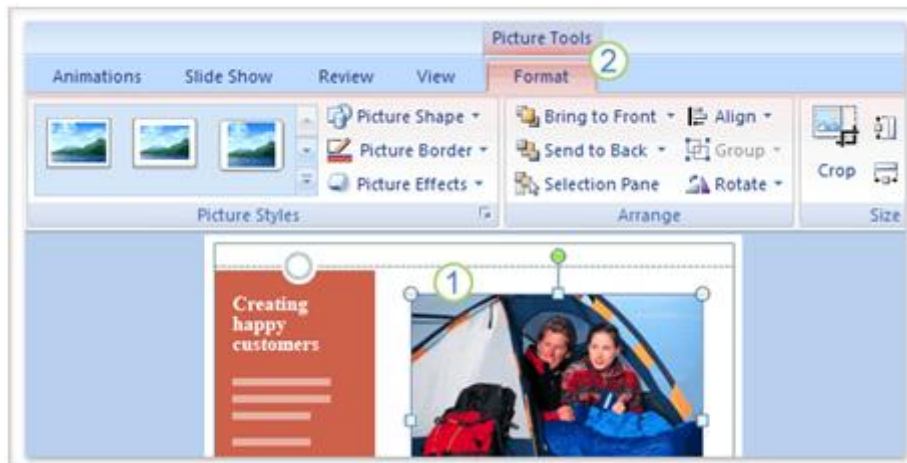 Picture Tools
2
Animations Slide Show Review View Format
Picture Shape Bring to Front Align
Picture Border Send to Back Group
Picture Effects Selection Pane Rotate
Crop
Picture Styles Arrange Size
1
Creating
happy
customers